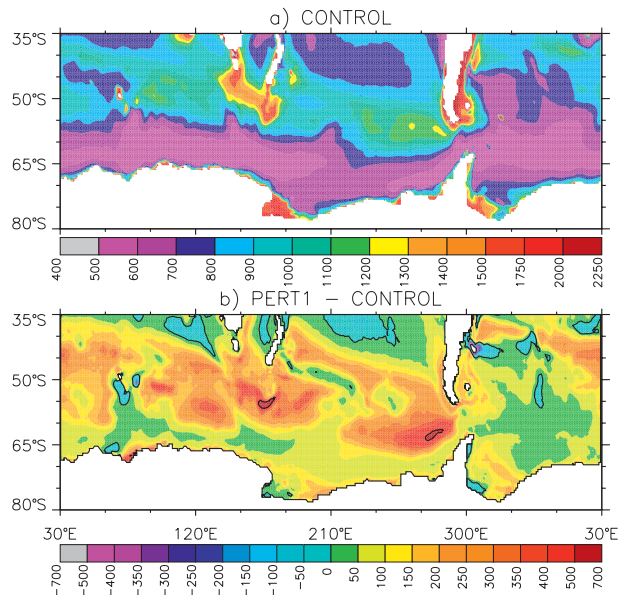 a) CONTROL
35°S
50°S
65°S
80°S
400 500 600 700 800 900 1000 1100 1200 1300 1400 1500 1750 2000 2250
b) PERT1 − CONTROL
35°S
50°S
65°S
80°S
30°E 120°E 210°E 300°E 30°E
−700 −500 −400 −300 −250 −200 −150 −100 −50 0 50 100 150 200 250 300 400 500 700